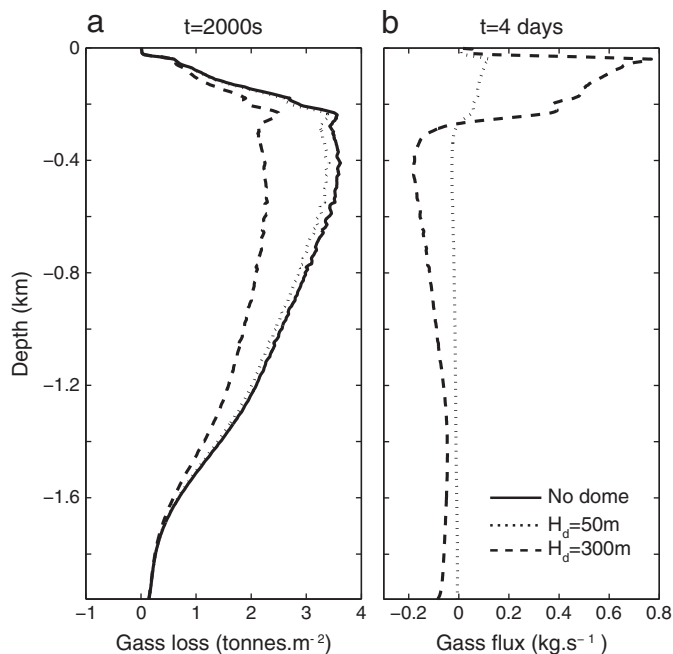 a
t=2000s
b
t=4 days
0
−0.4
−0.8
−1.2
−1.6
Depth (km)
No dome
H_d=50m
H_d=300m
−1 0 1 2 3 4
−0.2 0 0.2 0.4 0.6 0.8
Gass loss (tonnes.m⁻²)
Gass flux (kg.s⁻¹)